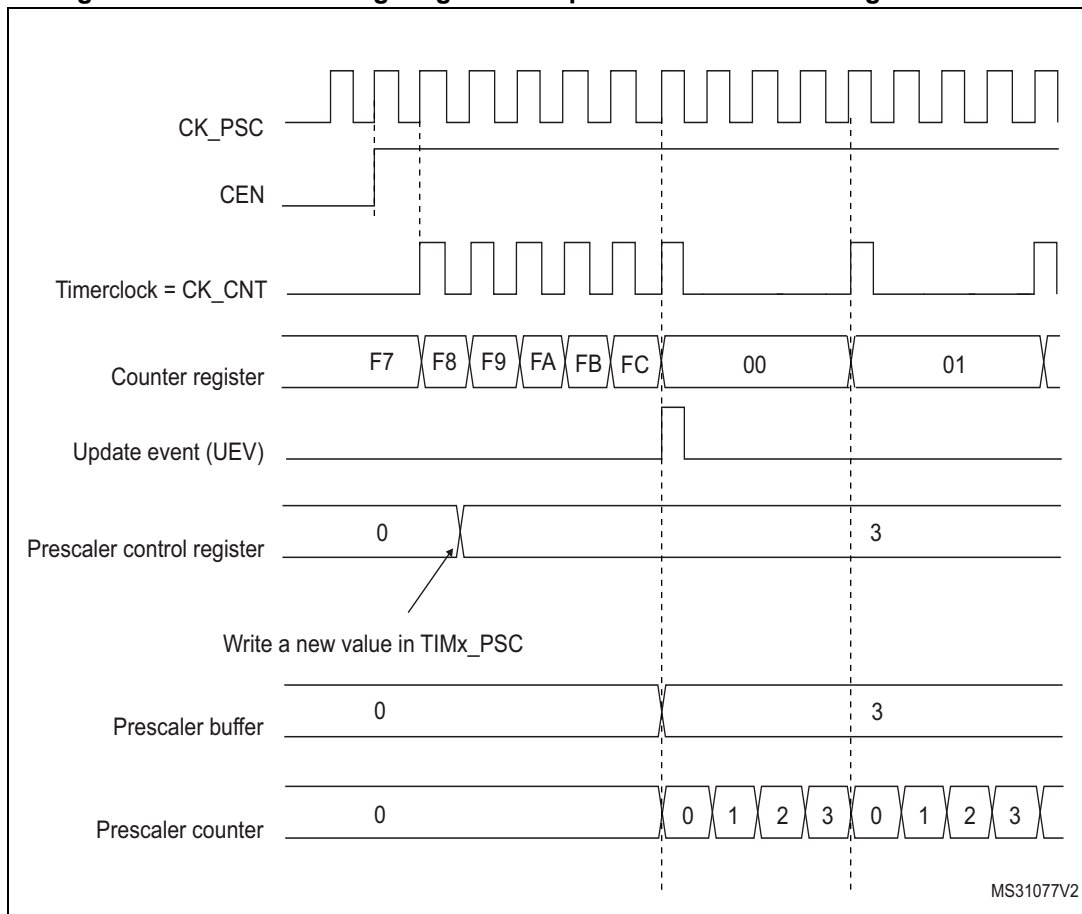 CK_PSC
CEN
Timerclock = CK_CNT
Counter register F7 F8 F9 FA FB FC 00 01
Update event (UEV)
Prescaler control register 0 3
Write a new value in TIMx_PSC
Prescaler buffer 0 3
Prescaler counter 0 0 1 2 3 0 1 2 3
MS31077V2